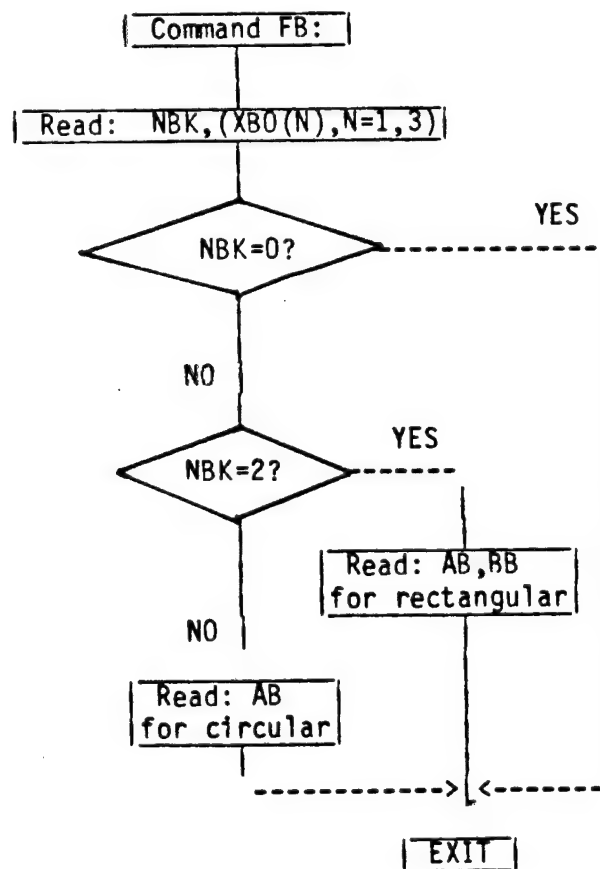 Command FB:
Read: NBK,(XBO(N),N=1,3)
YES
NBK=0?
NO
YES
NBK=2?
Read: AB,BB
for rectangular
NO
Read: AB
for circular
EXIT